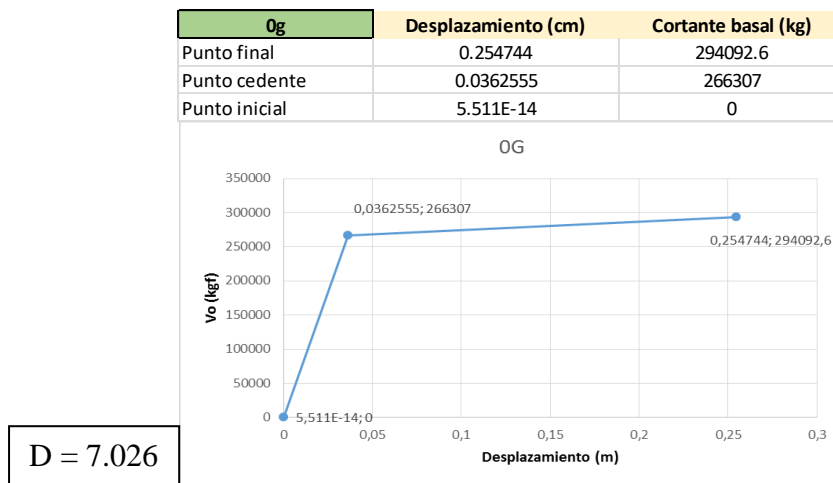 0g Desplazamiento (cm) Cortante basal (kg)
Punto final 0.254744 294092.6
Punto cedente 0.0362555 266307
Punto inicial 5.511E-14 0
0G
350000
300000
250000
200000
150000
100000
50000
0
Vo (kgf)
0,0362555; 266307
0,254744; 294092,6
5,511E-14; 0
0 0,05 0,1 0,15 0,2 0,25 0,3
Desplazamiento (m)
D = 7.026